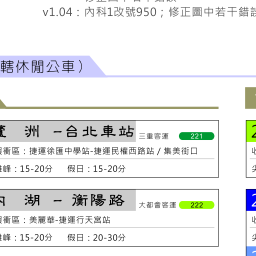 v1.04：內科1改號950；修正圖中若干錯誤
轄休閒公車）
蘆 洲 -台北車站 三重客運 221
緩衝區：捷運徐匯中學站-捷運民權西路站 / 集美街口
尖峰：15-20分 假日：15-20分
內 湖 -衡陽路 大都會客運 222
緩衝區：美麗華-捷運行天宮站
尖峰：15-20分 假日：20-30分